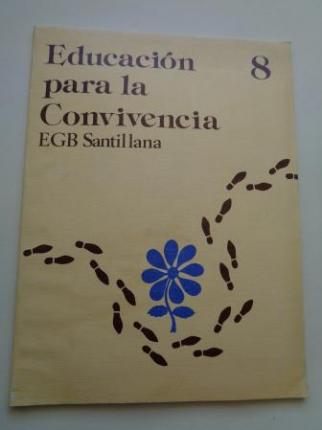 Educación
para la
Convivencia
EGB Santillana
8